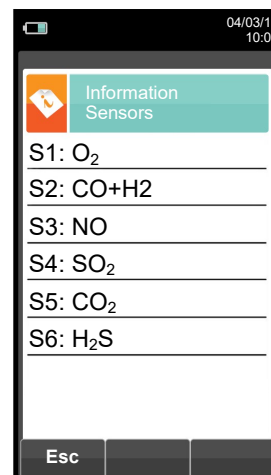 04/03/1
10:0
Information
Sensors
S1: O₂
S2: CO+H2
S3: NO
S4: SO₂
S5: CO₂
S6: H₂S
Esc